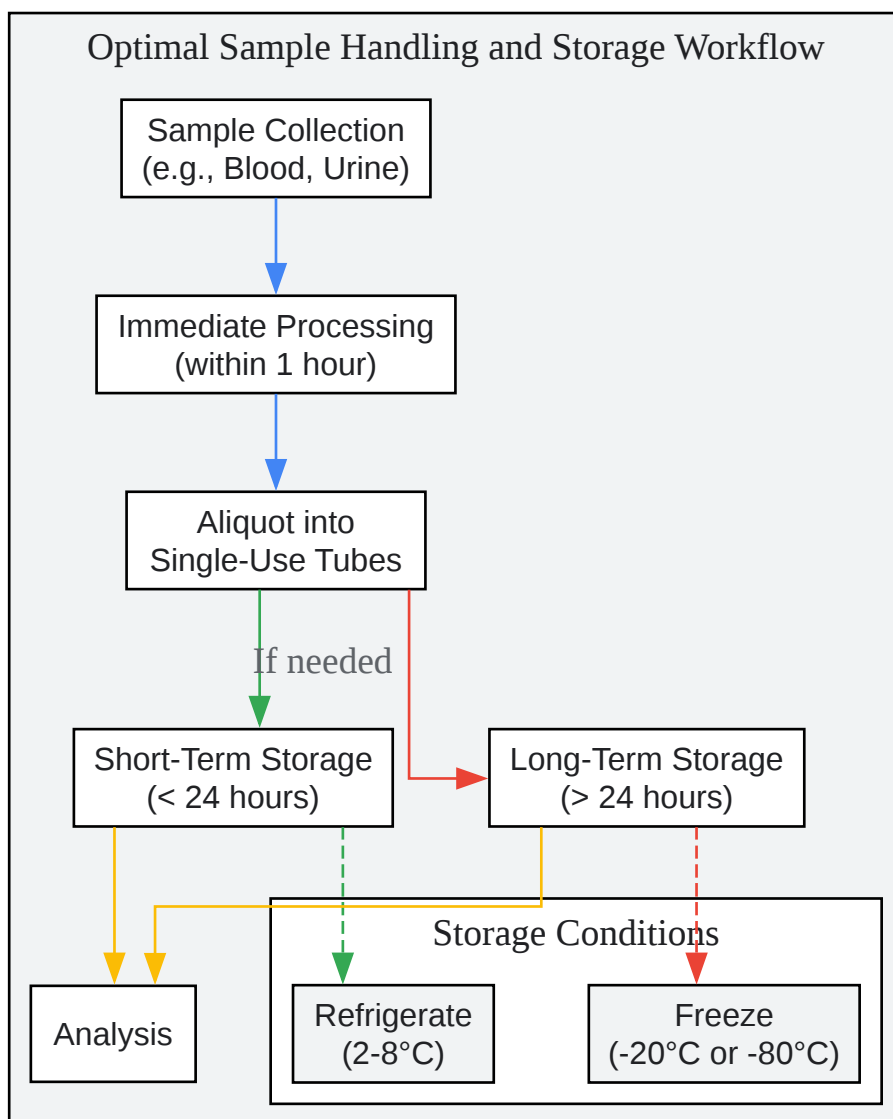 Optimal Sample Handling and Storage Workflow
Sample Collection
(e.g., Blood, Urine)
Immediate Processing
(within 1 hour)
Aliquot into
Single-Use Tubes
If needed
Short-Term Storage
(< 24 hours)
Long-Term Storage
(> 24 hours)
Storage Conditions
Analysis
Refrigerate
(2-8°C)
Freeze
(-20°C or -80°C)